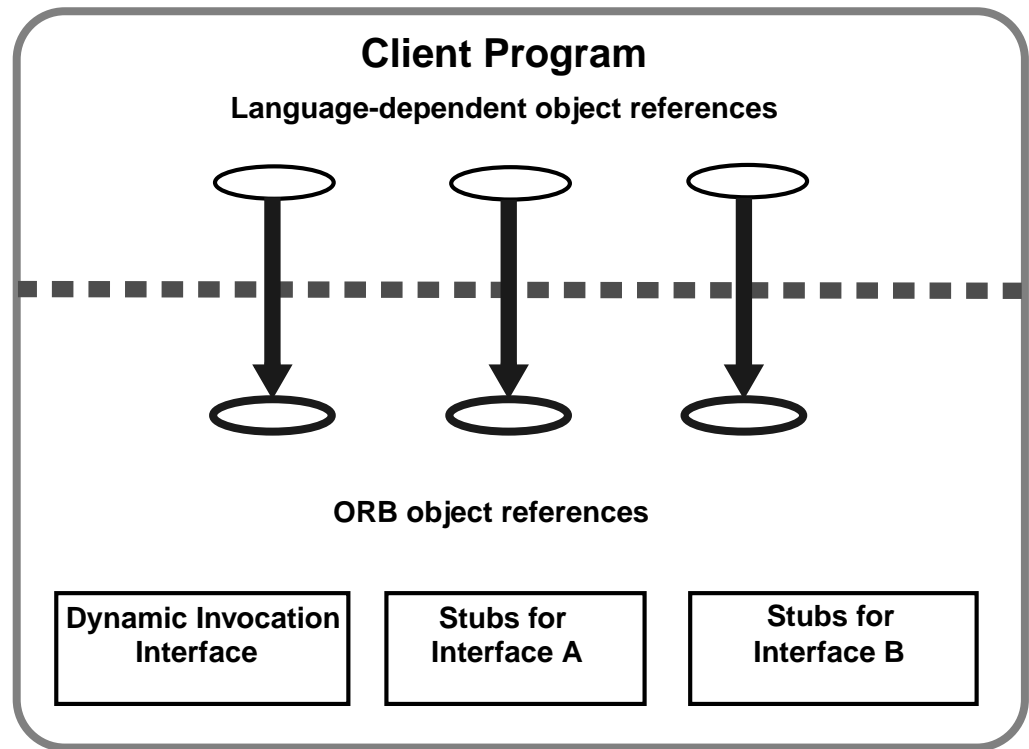 Client Program
Language-dependent object references
ORB object references
Dynamic Invocation
Interface
Stubs for
Interface A
Stubs for
Interface B